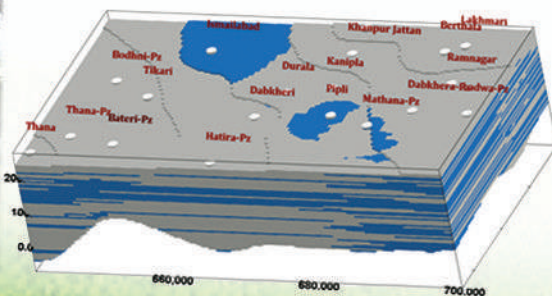 Lakhmari
Berthala
Ismailabad
Khanpur Jattan
Bodhni-Pz
Kanipla
Ramnagar
Tikari
Durala
Dabkheri
Pipli
Dabkhera-Rodwa-Pz
Mathana-Pz
Thana-Pz
Bateri-Pz
Thana
Hatira-Pz
20
10
0.0
660,000
680,000
700,000